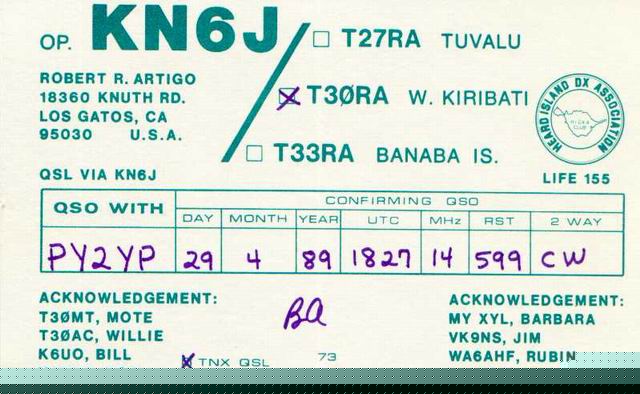 OP. KN6J
ROBERT R. ARTIGO
18360 KNUTH RD.
LOS GATOS, CA
95030 U.S.A.
QSL VIA KN6J
T27RA TUVALU
T30RA W. KIRIBATI
T33RA BANABA IS.
HEARD ISLAND DX ASSOCIATION
LIFE 155
QSO WITH
CONFIRMING QSO
DAY MONTH YEAR UTC MHz RST 2 WAY
PY2YP 29 4 89 1827 14 599 CW
ACKNOWLEDGEMENT:
T30MT, MOTE
T30AC, WILLIE
K6UO, BILL
TNX QSL 73
ACKNOWLEDGEMENT:
MY XYL, BARBARA
VK9NS, JIM
WA6AHF, RUBIN